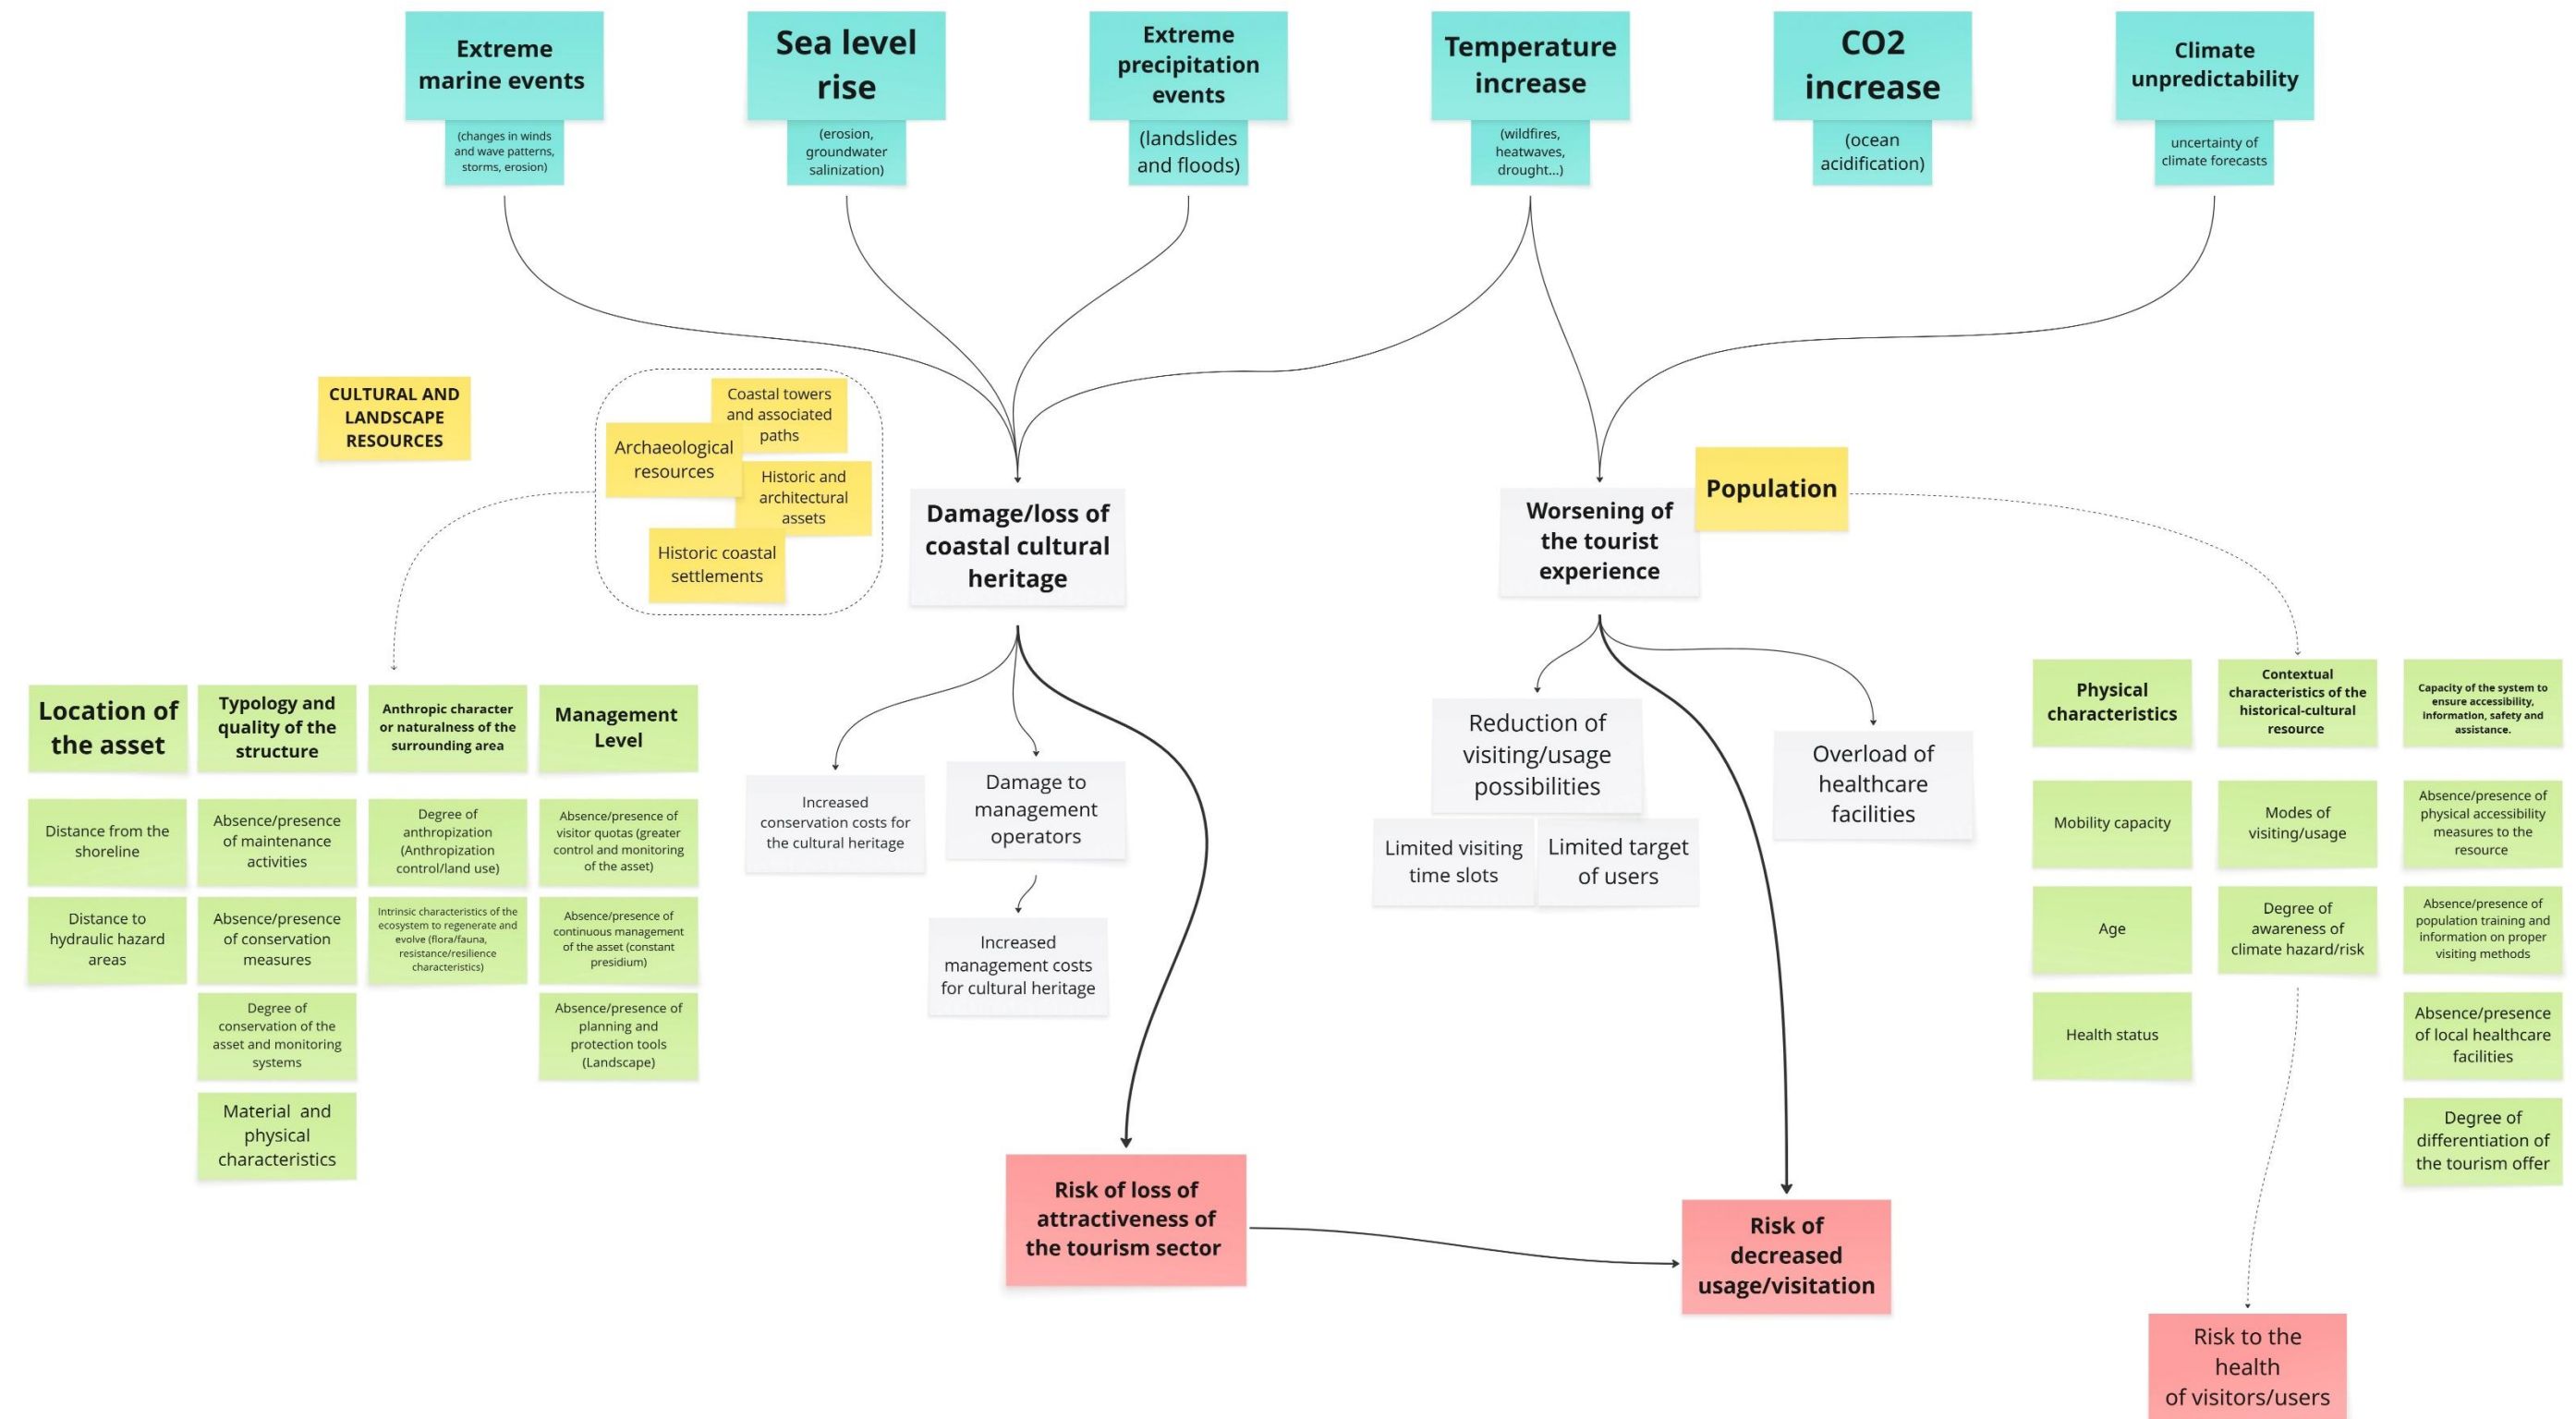 Extreme
marine events
(changes in winds
and wave patterns,
storms, erosion)
Sea level
rise
(erosion,
groundwater
salinization)
Extreme
precipitation
events
(landslides
and floods)
Temperature
increase
(wildfires,
heatwaves,
drought...)
CO2
increase
(ocean
acidification)
Climate
unpredictability
uncertainty of
climate forecasts
CULTURAL AND
LANDSCAPE
RESOURCES
Coastal towers
and associated
paths
Archaeological
resources
Historic and
architectural
assets
Historic coastal
settlements
Damage/loss of
coastal cultural
heritage
Worsening of
the tourist
experience
Population
Location of
the asset
Distance from the
shoreline
Distance to
hydraulic hazard
areas
Typology and
quality of the
structure
Absence/presence
of maintenance
activities
Absence/presence
of conservation
measures
Degree of
conservation of the
asset and monitoring
systems
Material and
physical
characteristics
Anthropic character
or naturalness of the
surrounding area
Degree of
anthropization
(Anthropization
control/land use)
Intrinsic characteristics of the
ecosystem to regenerate and
evolve (flora/fauna,
resistance/resilience
characteristics)
Management
Level
Absence/presence of
visitor quotas (greater
control and monitoring
of the asset)
Absence/presence of
continuous management
of the asset (constant
presidium)
Absence/presence of
planning and
protection tools
(Landscape)
Increased
conservation costs for
the cultural heritage
Damage to
management
operators
Increased
management costs
for cultural heritage
Reduction of
visiting/usage
possibilities
Limited visiting
time slots
Limited target
of users
Overload of
healthcare
facilities
Physical
characteristics
Mobility capacity
Age
Health status
Contextual
characteristics of the
historical-cultural
resource
Modes of
visiting/usage
Degree of
awareness of
climate hazard/risk
Capacity of the system to
ensure accessibility,
information, safety and
assistance.
Absence/presence of
physical accessibility
measures to the
resource
Absence/presence of
population training and
information on proper
visiting methods
Absence/presence
of local healthcare
facilities
Degree of
differentiation of
the tourism offer
Risk of loss of
attractiveness of
the tourism sector
Risk of
decreased
usage/visitation
Risk to the
health
of visitors/users